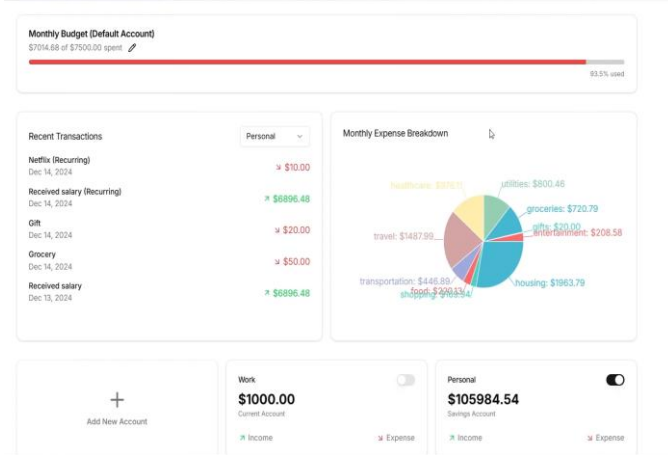 Monthly Budget (Default Account)
$7014.68 of $7500.00 spent
93.5% used
Recent Transactions
Personal
Netflix (Recurring)
Dec 14, 2024
$10.00
Received salary (Recurring)
Dec 14, 2024
$6896.48
Gift
Dec 14, 2024
$20.00
Grocery
Dec 14, 2024
$50.00
Received salary
Dec 13, 2024
$6896.48
Monthly Expense Breakdown
healthcare:
utilities: $800.46
groceries: $720.79
gifts: $20.00
entertainment: $208.58
travel: $1487.99
housing: $1963.79
transportation: $446.89
food:
shopping:
Add New Account
Work
$1000.00
Current Account
Income
Expense
Personal
$105984.54
Savings Account
Income
Expense